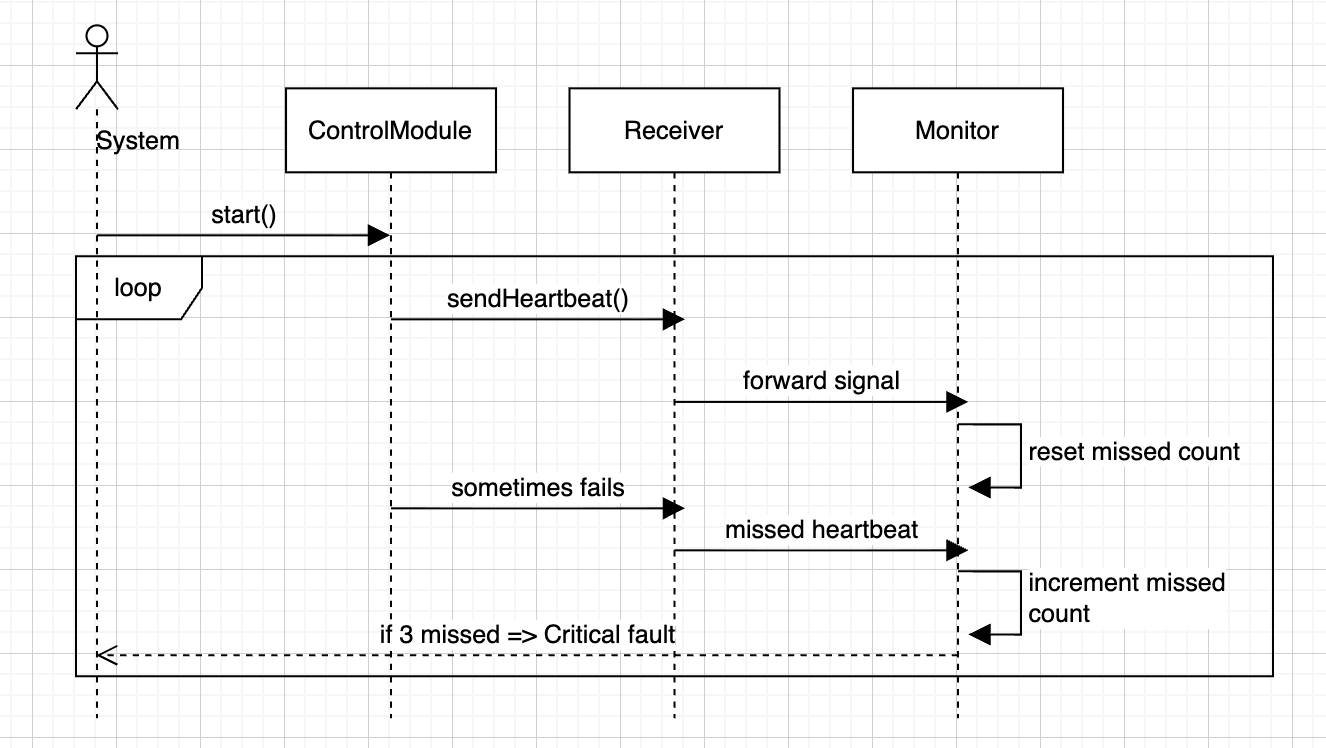 System
ControlModule
Receiver
Monitor
start()
loop
sendHeartbeat()
forward signal
reset missed count
sometimes fails
missed heartbeat
increment missed
count
if 3 missed => Critical fault